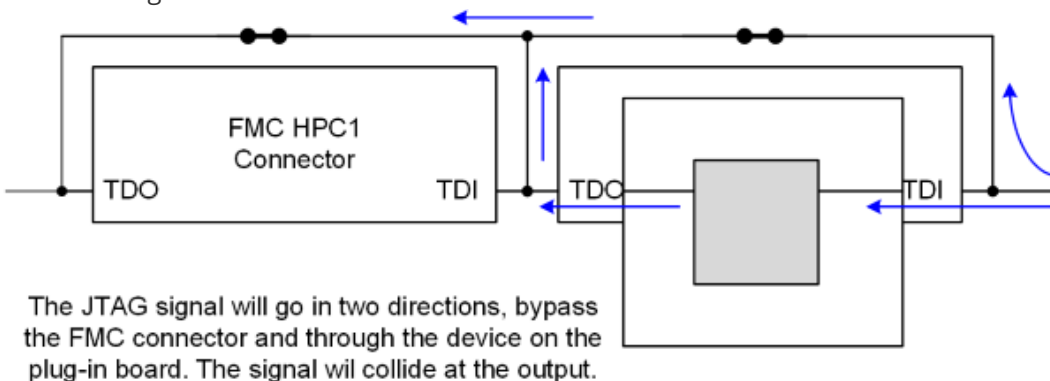 FMC HPC1
Connector
TDO
TDI
TDO
TDI
The JTAG signal will go in two directions, bypass
the FMC connector and through the device on the
plug-in board. The signal wil collide at the output.